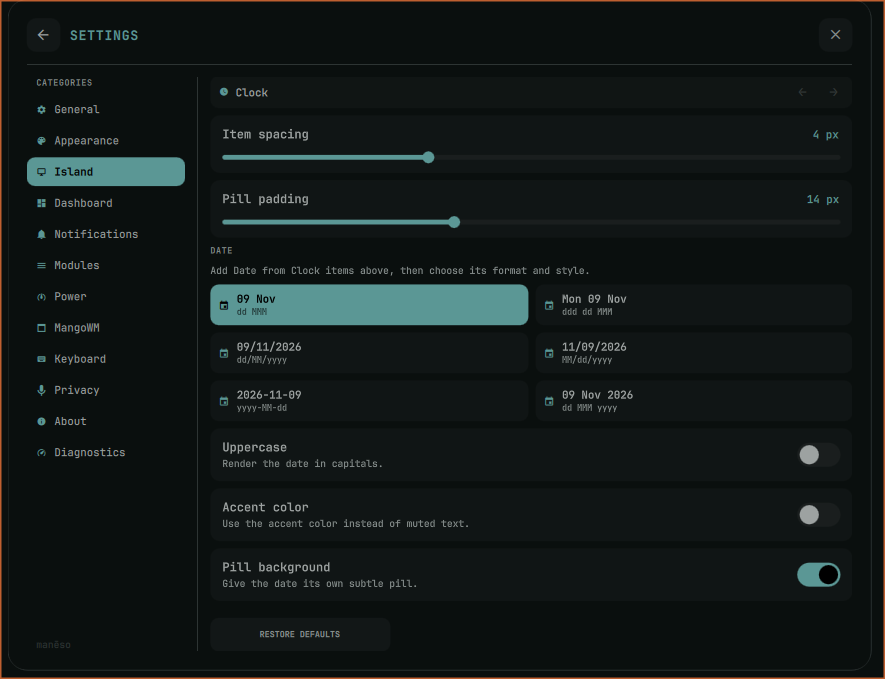 SETTINGS
CATEGORIES
General
Appearance
Island
Dashboard
Notifications
Modules
Power
MangoWM
Keyboard
Privacy
About
Diagnostics
manëso
Clock
Item spacing
4 px
Pill padding
14 px
DATE
Add Date from Clock items above, then choose its format and style.
09 Nov
dd MMM
Mon 09 Nov
ddd dd MMM
09/11/2026
dd/MM/yyyy
11/09/2026
MM/dd/yyyy
2026-11-09
yyyy-MM-dd
09 Nov 2026
dd MMM yyyy
Uppercase
Render the date in capitals.
Accent color
Use the accent color instead of muted text.
Pill background
Give the date its own subtle pill.
RESTORE DEFAULTS